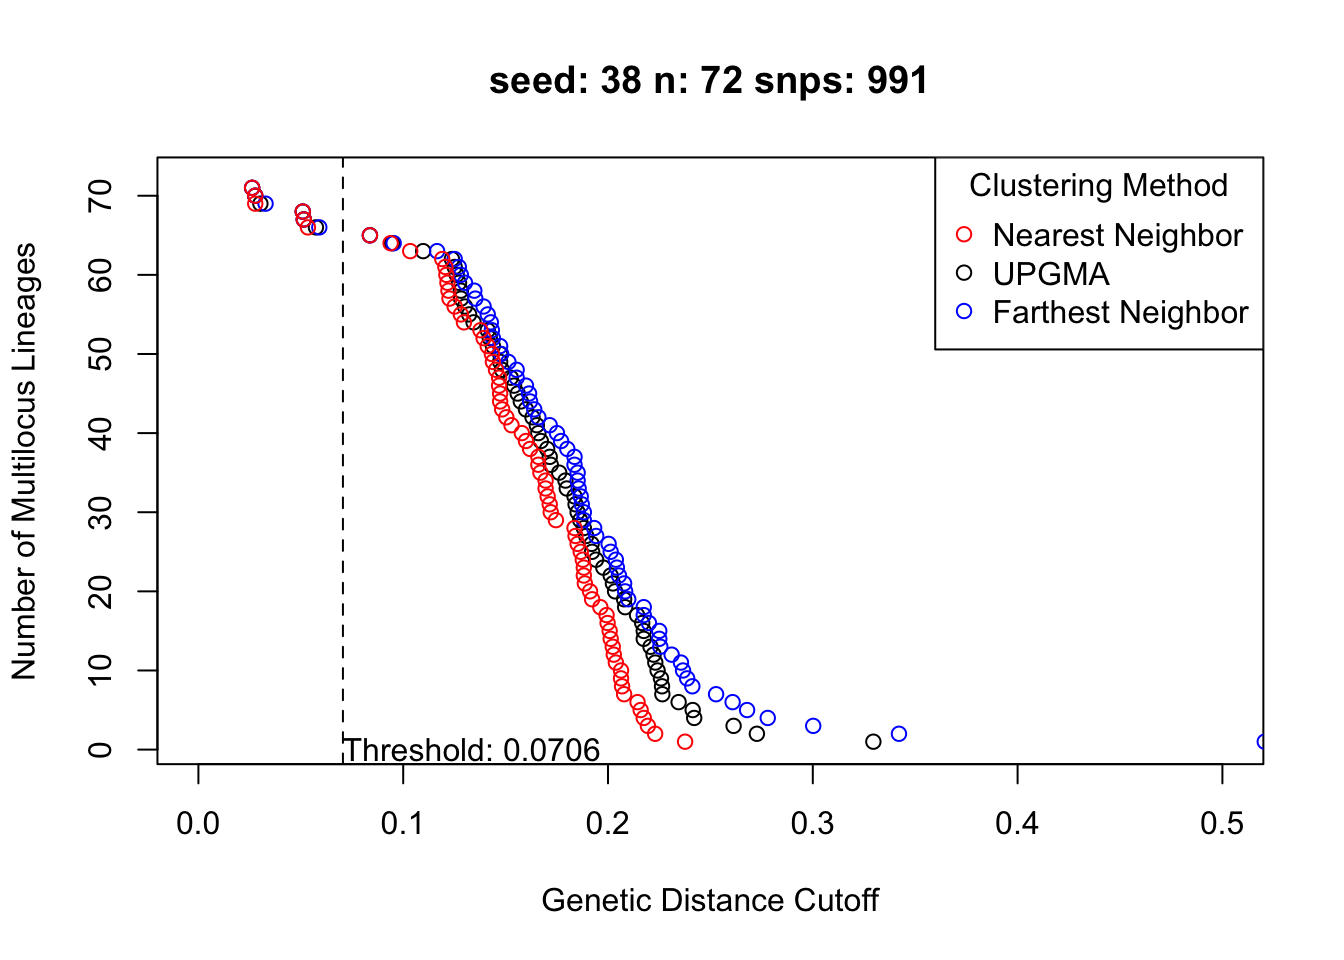 seed: 38 n: 72 snps: 991
Number of Multilocus Lineages
70
60
50
40
30
20
10
0
Clustering Method
Nearest Neighbor
UPGMA
Farthest Neighbor
Threshold: 0.0706
0.0 0.1 0.2 0.3 0.4 0.5
Genetic Distance Cutoff